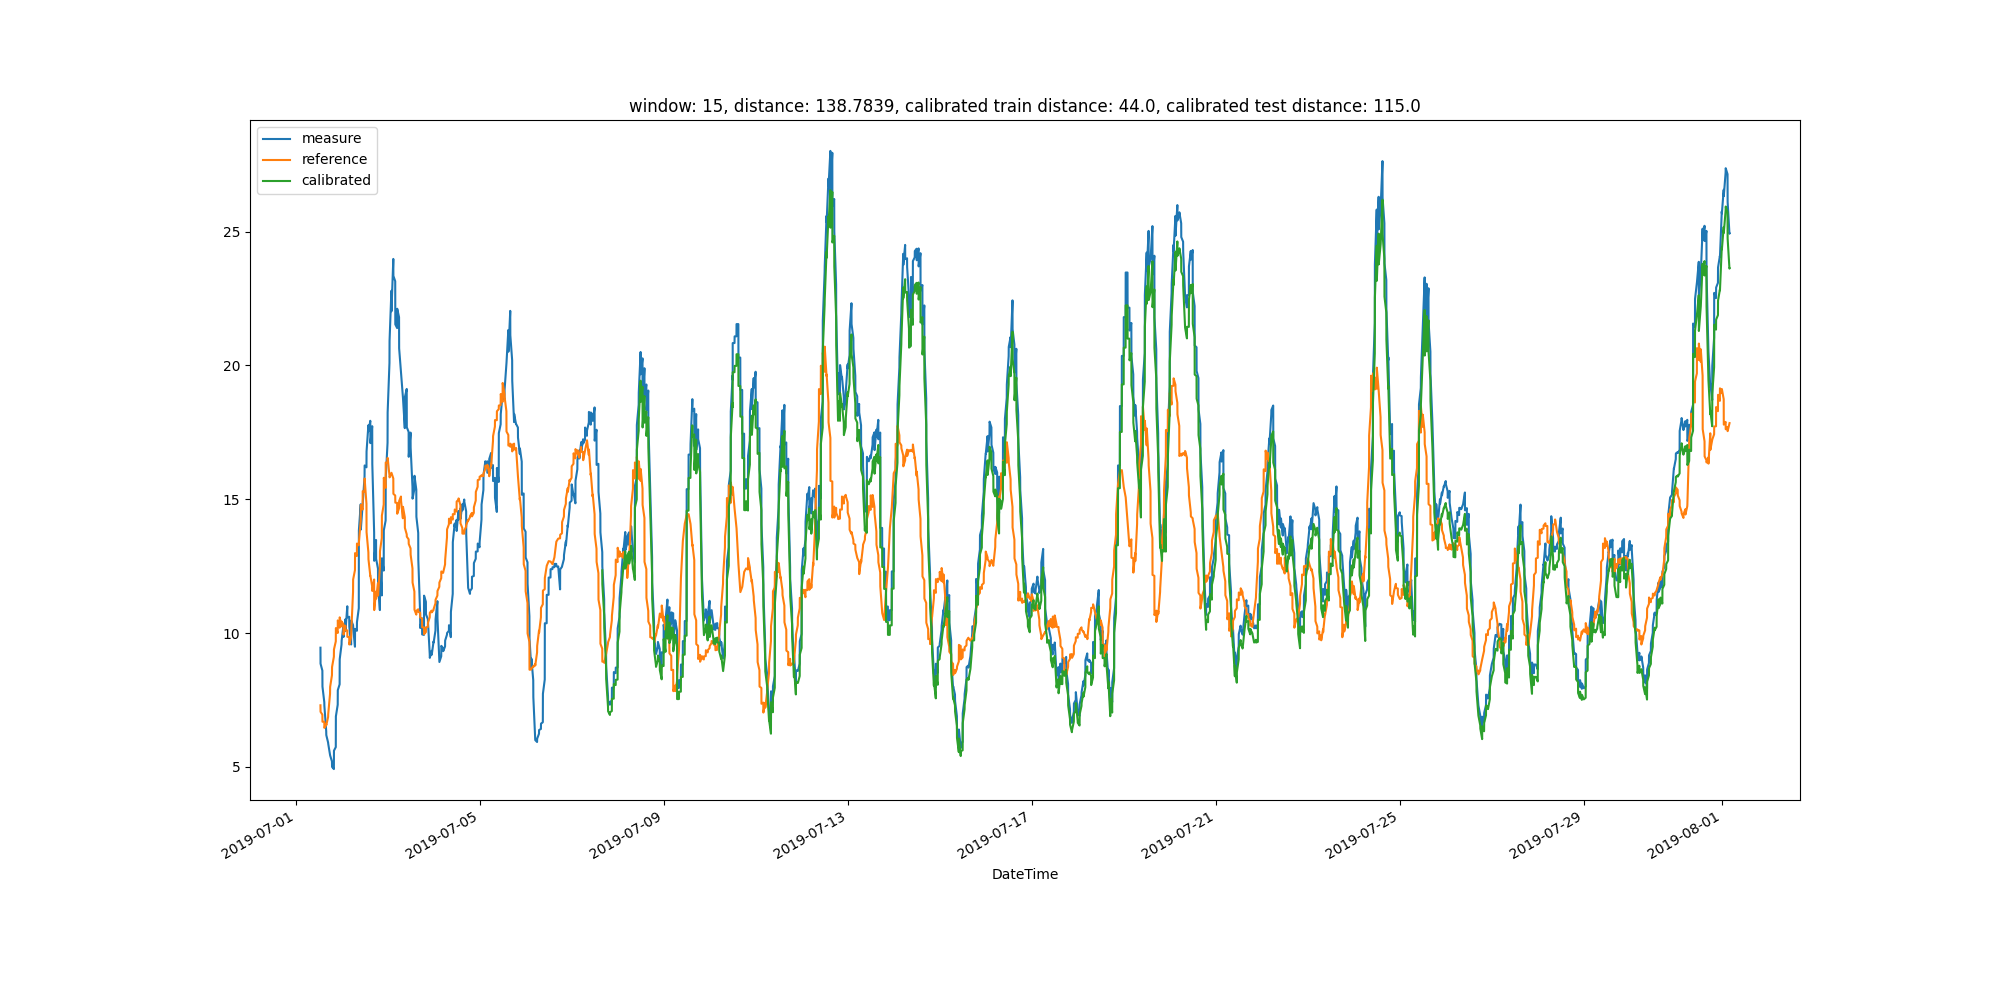 window: 15, distance: 138.7839, calibrated train distance: 44.0, calibrated test distance: 115.0
measure
reference
calibrated
25
20
15
10
5
2019-07-01
2019-07-05
2019-07-09
2019-07-13
2019-07-17
2019-07-21
2019-07-25
2019-07-29
2019-08-01
DateTime